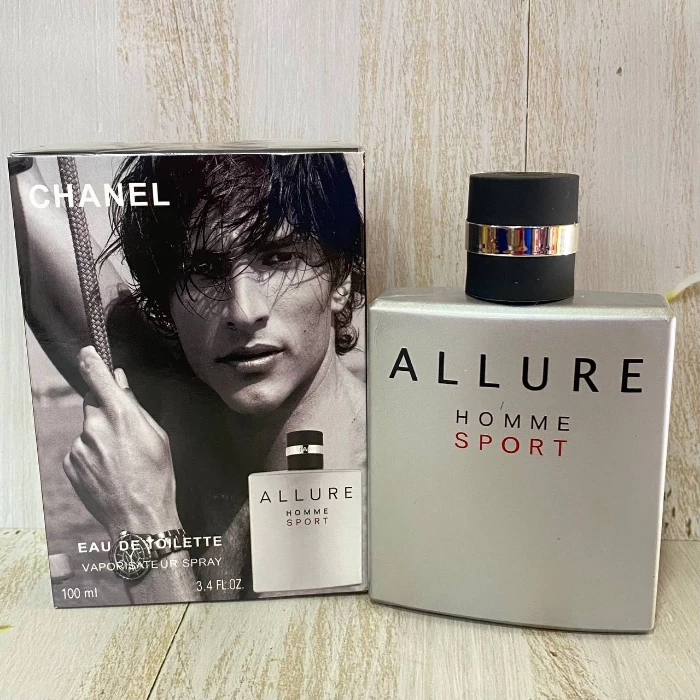 CHANEL
ALLURE
HOMME
SPORT
EAU DE TOILETTE
VAPORISATEUR SPRAY
100 ml
3.4 FL.OZ.
ALLURE
HOMME
SPORT